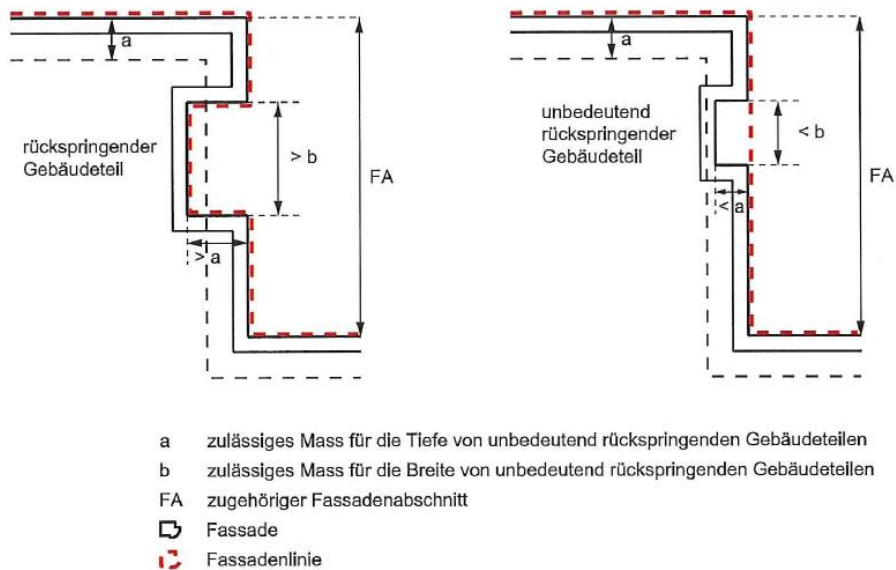 a
rückspringender
Gebäudeteil
> b
FA
> a
a
unbedeutend
rückspringender
Gebäudeteil
< b
FA
< a
a zulässiges Mass für die Tiefe von unbedeutend rückspringenden Gebäudeteilen
b zulässiges Mass für die Breite von unbedeutend rückspringenden Gebäudeteilen
FA zugehöriger Fassadenabschnitt
Fassade
Fassadenlinie